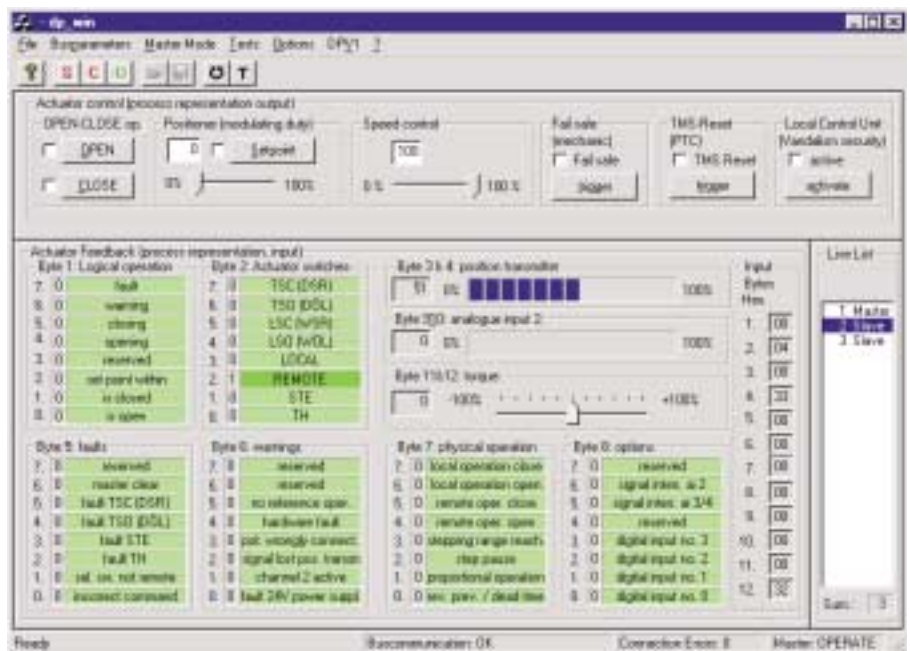 dp_win
File Busparameters Master Mode Tests Options DPV1 ?
S C O T
Actuator control (process representation output)
OPEN-CLOSE op. Positioner (modulating duty) Speed control Fail safe (mechanic) TMS-Reset (PTC) Local Control Unit (Vandalism security)
OPEN 0 Setpoint 100 Fail safe TMS Reset active
CLOSE 0% 100% 0 % 100 % trigger trigger activate
Actuator Feedback (process representation, input)
Byte 1: Logical operation
7. 0 fault
6. 0 warning
5. 0 closing
4. 0 opening
3. 0 reserved
2. 0 set point within
1. 0 is closed
0. 0 is open
Byte 2: Actuator switches
7. 0 TSC (DSR)
6. 0 TSO (DÖL)
5. 0 LSC (WSR)
4. 0 LSO (WÖL)
3. 0 LOCAL
2. 1 REMOTE
1. 0 STE
0. 0 TH
Byte 3 & 4: position transmitter
51 0% 100%
analogue input 2
0 0% 100%
Byte 11&12: torque
0 -100% +100%
Input Bytes Hex
1. 00
2. 04
3. 00
4. 33
5. 00
6. 00
7. 00
8. 00
9. 00
10. 00
11. 00
12. 32
Live List
1 Master
2 Slave
3 Slave
Byte 5: faults
7. 0 reserved
6. 0 master clear
5. 0 fault TSC (DSR)
4. 0 fault TSO (DÖL)
3. 0 fault STE
2. 0 fault TH
1. 0 sel. sw. not remote
0. 0 incorrect command
Byte 6: warnings
7. 0 reserved
6. 0 reserved
5. 0 no reference oper.
4. 0 hardware fault
3. 0 pot. wrongly connect.
2. 0 signal lost pos. transm
1. 0 channel 2 active
0. 0 fault 24V power suppl
Byte 7: physical operation
7. 0 local operation close
6. 0 local operation open
5. 0 remote oper. close
4. 0 remote oper. open
3. 0 stepping range reach.
2. 0 step pause
1. 0 proportional operation
0. 0 rev. prev. / dead time
Byte 8: options
7. 0 reserved
6. 0 signal inter. ai 2
5. 0 signal inter. ai 3/4
4. 0 reserved
3. 0 digital input no. 3
2. 0 digital input no. 2
1. 0 digital input no. 1
0. 0 digital input no. 0
Sum: 3
Ready Buscommunication: OK Connection Errors: 0 Master: OPERATE